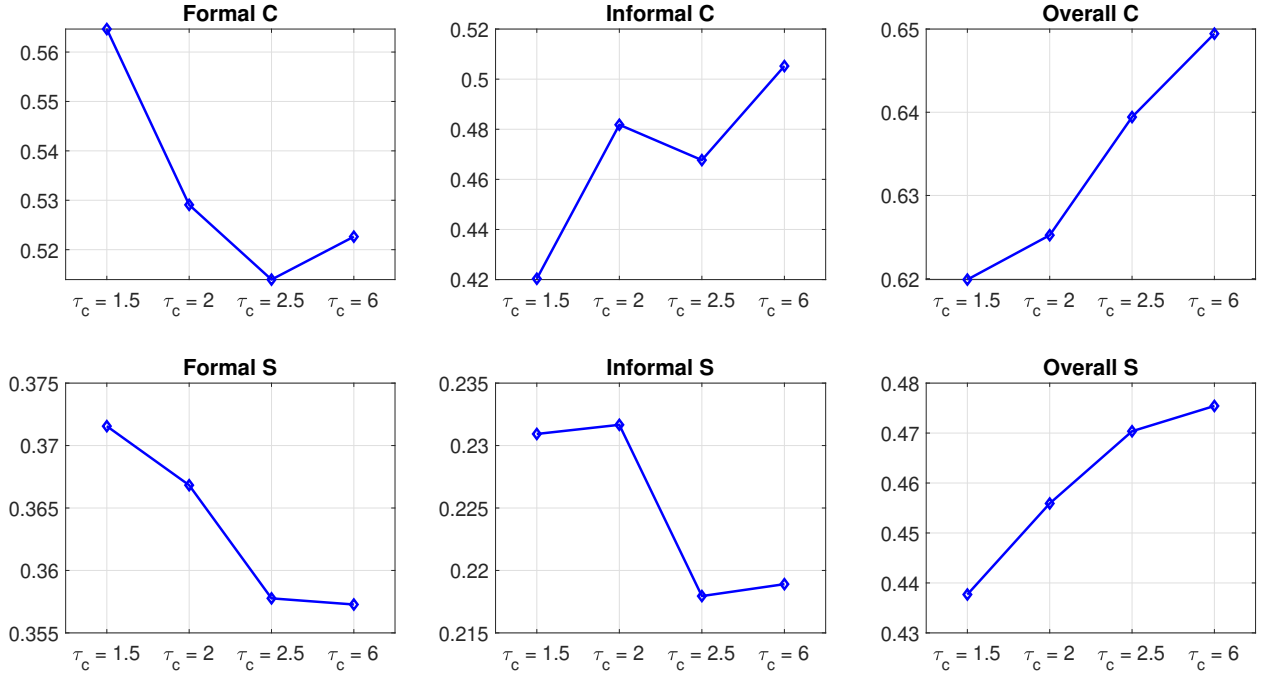 Formal C
0.56
0.55
0.54
0.53
0.52
τc = 1.5 τc = 2 τc = 2.5 τc = 6
Informal C
0.52
0.5
0.48
0.46
0.44
0.42
τc = 1.5 τc = 2 τc = 2.5 τc = 6
Overall C
0.65
0.64
0.63
0.62
τc = 1.5 τc = 2 τc = 2.5 τc = 6
Formal S
0.375
0.37
0.365
0.36
0.355
τc = 1.5 τc = 2 τc = 2.5 τc = 6
Informal S
0.235
0.23
0.225
0.22
0.215
τc = 1.5 τc = 2 τc = 2.5 τc = 6
Overall S
0.48
0.47
0.46
0.45
0.44
0.43
τc = 1.5 τc = 2 τc = 2.5 τc = 6